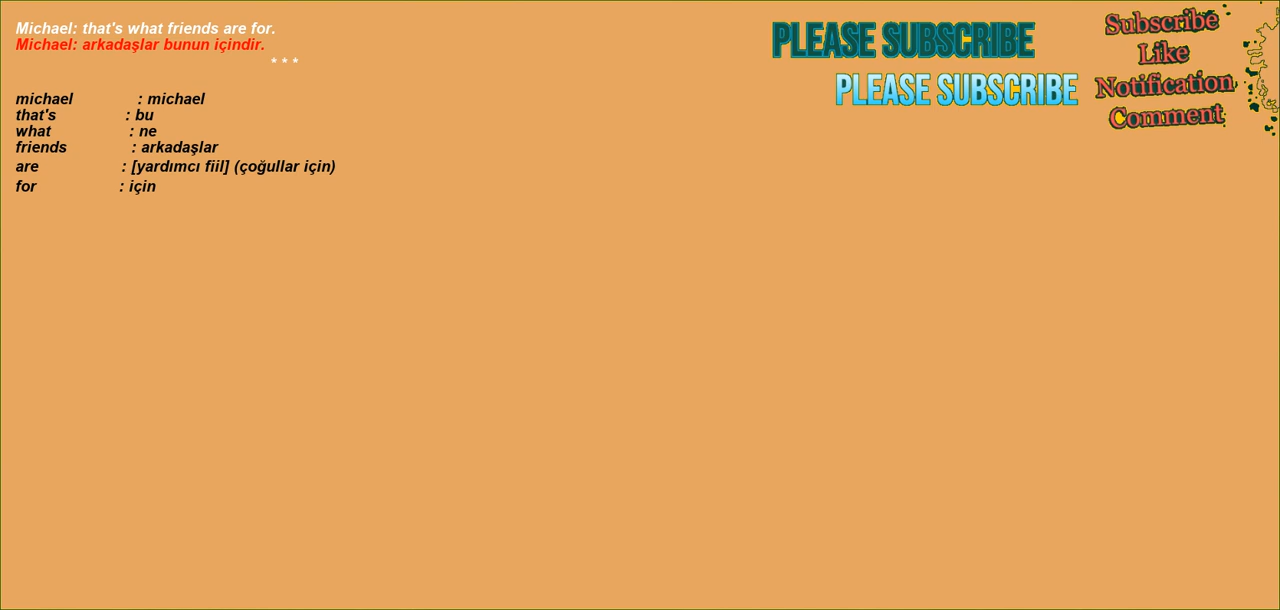 Michael: that's what friends are for.
Michael: arkadaşlar bunun içindir.
* * *
michael : michael
that's : bu
what : ne
friends : arkadaşlar
are : [yardımcı fiil] (çoğullar için)
for : için
PLEASE SUBSCRIBE
PLEASE SUBSCRIBE
Subscribe
Like
Notification
Comment